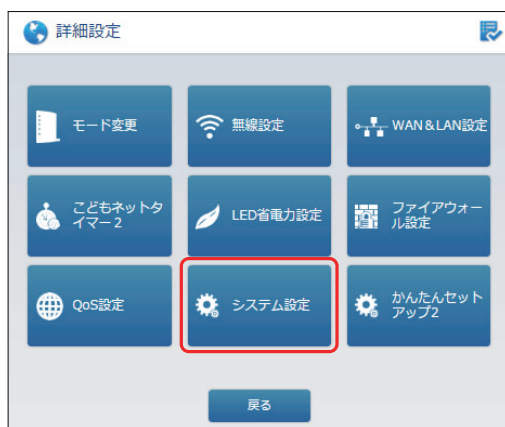 詳細設定
モード変更
無線設定
WAN&LAN設定
こどもネットタ
イマー2
LED省電力設定
ファイアウォー
ル設定
QoS設定
システム設定
かんたんセット
アップ2
戻る